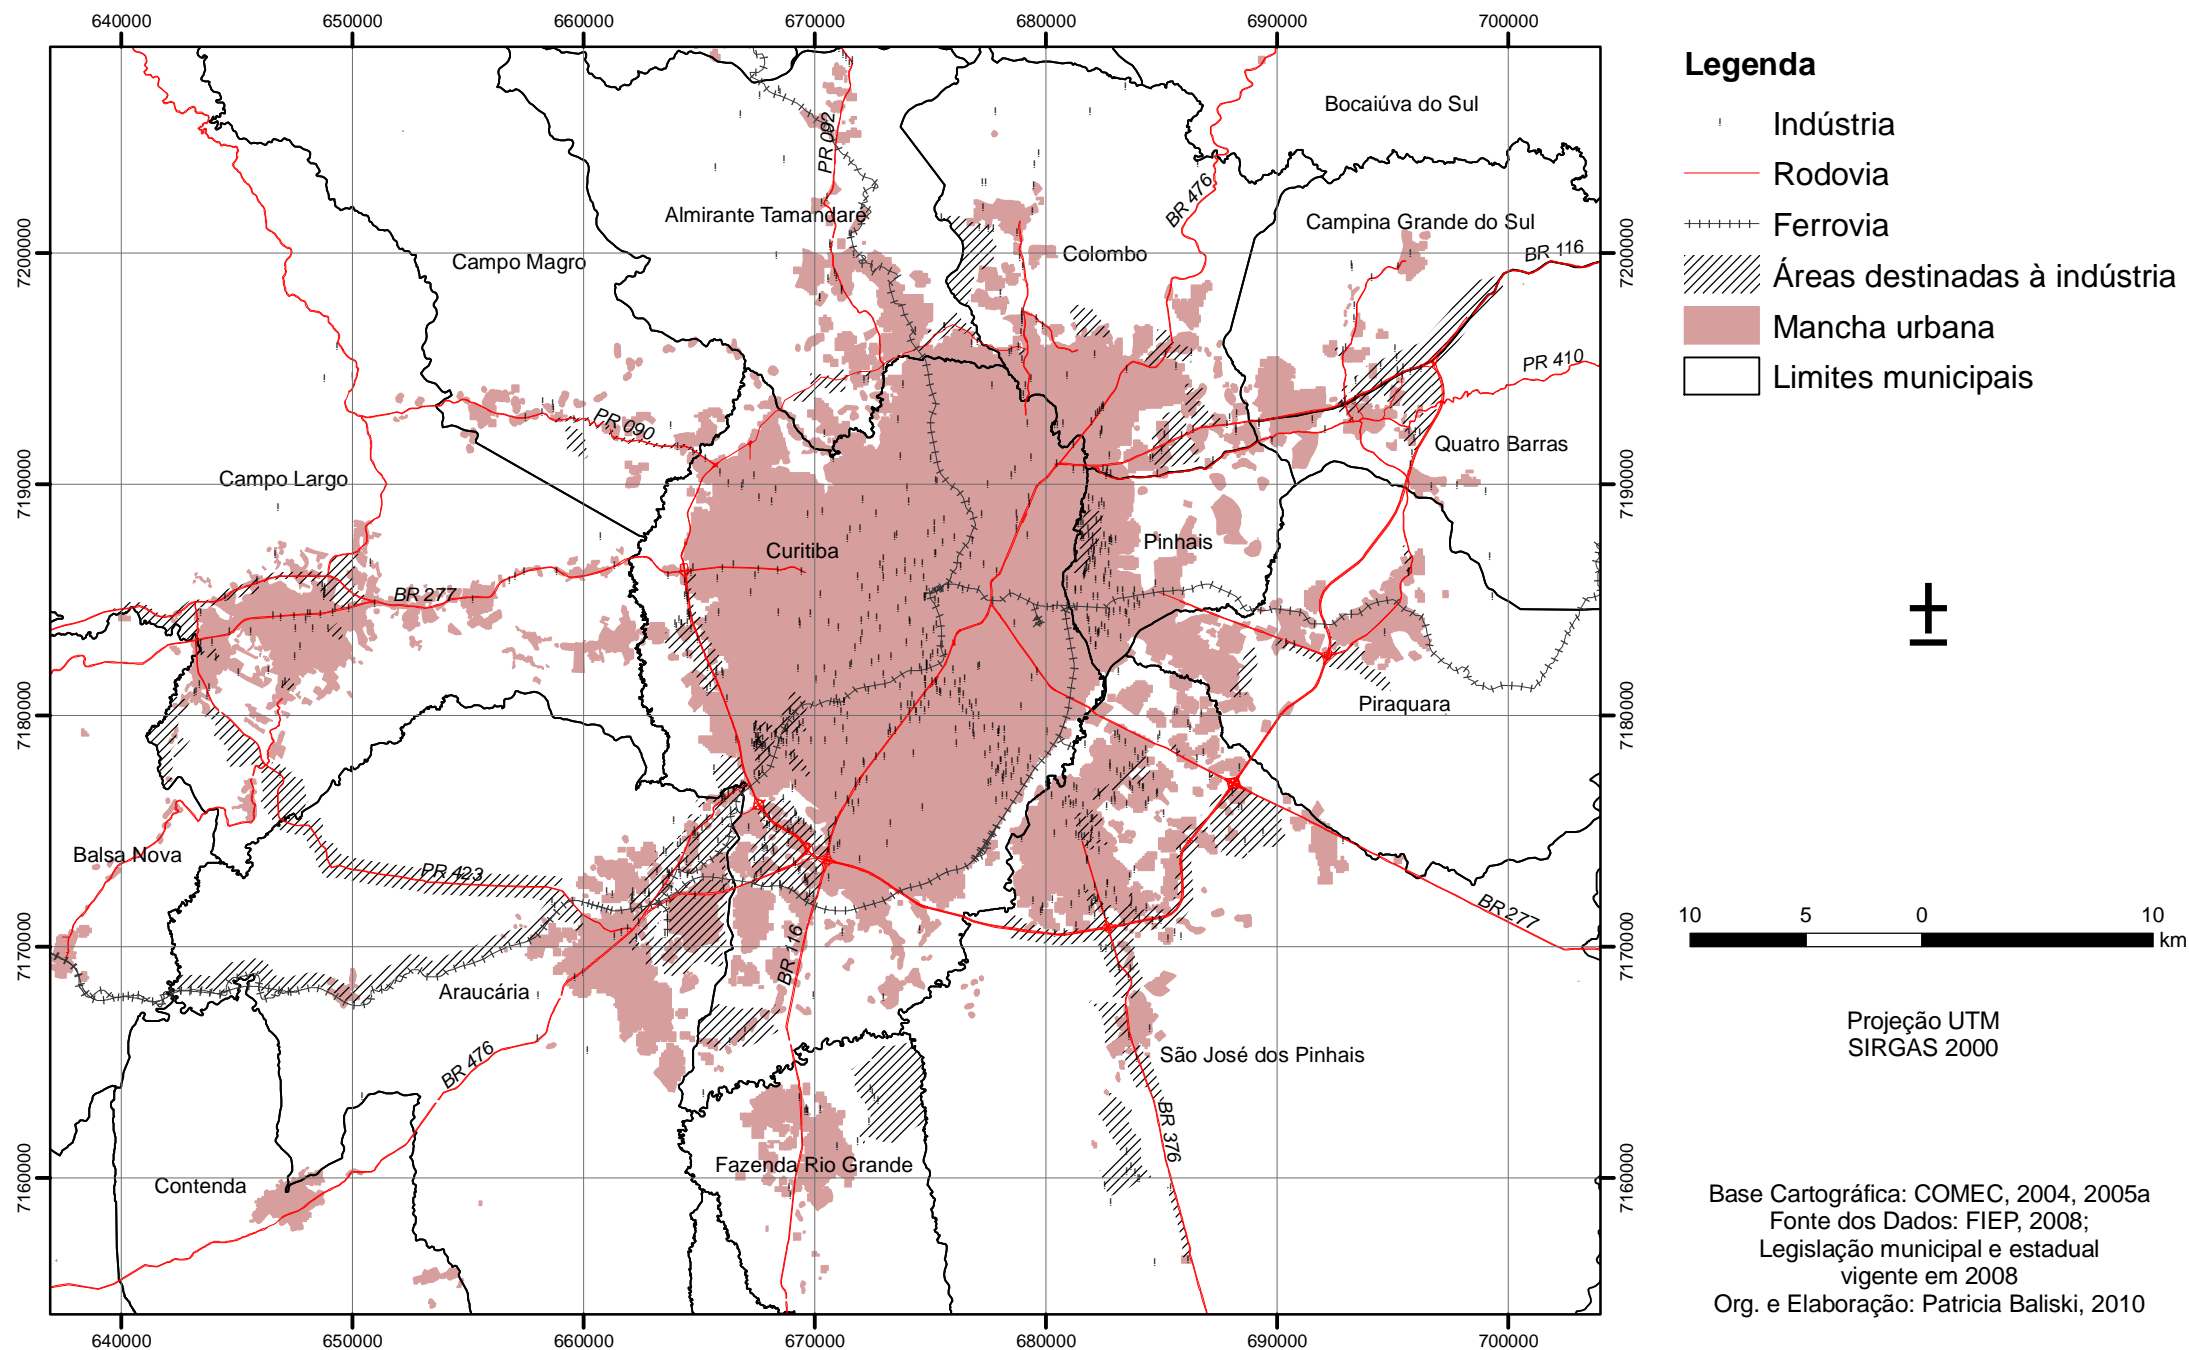 640000
650000
660000
670000
680000
690000
700000
Legenda
Indústria
Rodovia
Ferrovia
Áreas destinadas à indústria
Mancha urbana
Limites municipais
Bocaiúva do Sul
PR 092
BR 476
Almirante Tamandaré
Campina Grande do Sul
7200000
Campo Magro
Colombo
BR 116
7200000
PR 410
PR 090
Quatro Barras
7190000
Campo Largo
7190000
Curitiba
Pinhais
BR 277
7180000
Piraquara
7180000
Balsa Nova
PR 423
BR 277
10
5
0
10
km
7170000
BR 116
7170000
Araucária
Projeção UTM
SIRGAS 2000
BR 476
São José dos Pinhais
BR 376
7160000
Contenda
Fazenda Rio Grande
7160000
Base Cartográfica: COMEC, 2004, 2005a
Fonte dos Dados: FIEP, 2008;
Legislação municipal e estadual
vigente em 2008
Org. e Elaboração: Patricia Baliski, 2010
640000
650000
660000
670000
680000
690000
700000